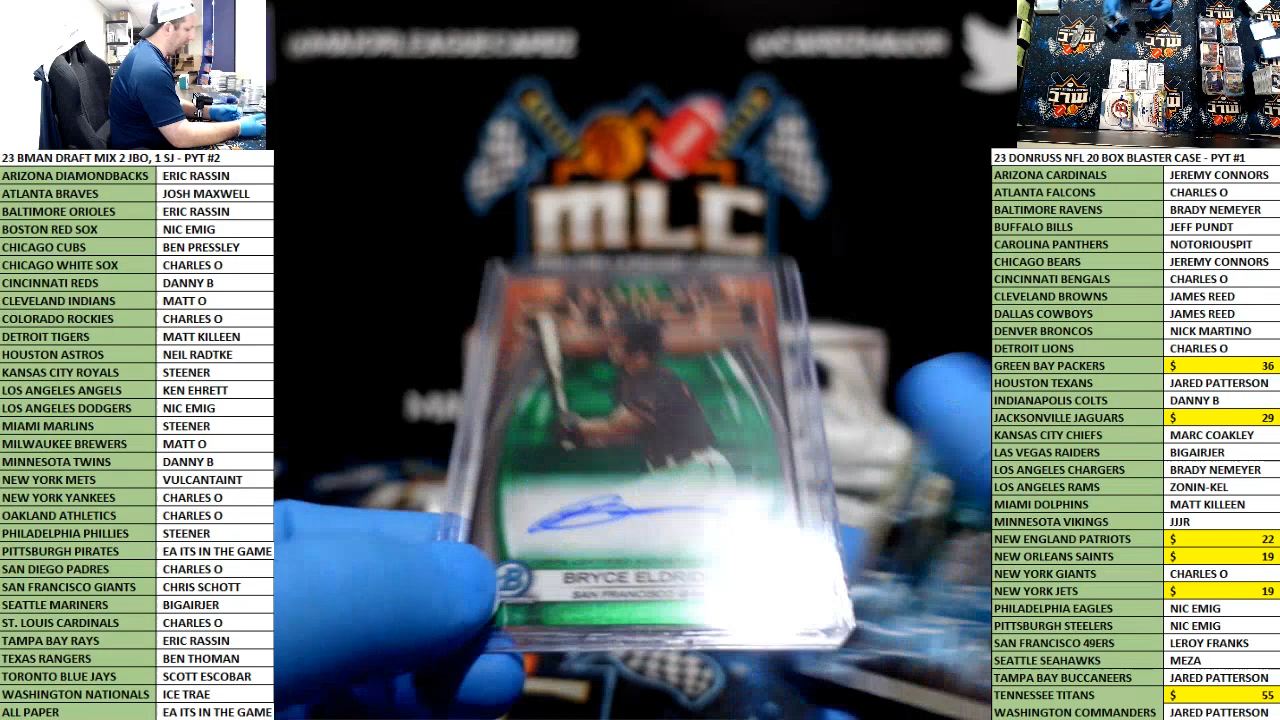 23 BMAN DRAFT MIX 2 JBO, 1 SJ - PYT #2
ARIZONA DIAMONDBACKS ERIC RASSIN
ATLANTA BRAVES JOSH MAXWELL
BALTIMORE ORIOLES ERIC RASSIN
BOSTON RED SOX NIC EMIG
CHICAGO CUBS BEN PRESSLEY
CHICAGO WHITE SOX CHARLES O
CINCINNATI REDS DANNY B
CLEVELAND INDIANS MATT O
COLORADO ROCKIES CHARLES O
DETROIT TIGERS MATT KILLEEN
HOUSTON ASTROS NEIL RADTKE
KANSAS CITY ROYALS STEENER
LOS ANGELES ANGELS KEN EHRETT
LOS ANGELES DODGERS NIC EMIG
MIAMI MARLINS STEENER
MILWAUKEE BREWERS MATT O
MINNESOTA TWINS DANNY B
NEW YORK METS VULCANTAINT
NEW YORK YANKEES CHARLES O
OAKLAND ATHLETICS CHARLES O
PHILADELPHIA PHILLIES STEENER
PITTSBURGH PIRATES EA ITS IN THE GAME
SAN DIEGO PADRES CHARLES O
SAN FRANCISCO GIANTS CHRIS SCHOTT
SEATTLE MARINERS BIGAIRJER
ST. LOUIS CARDINALS CHARLES O
TAMPA BAY RAYS ERIC RASSIN
TEXAS RANGERS BEN THOMAN
TORONTO BLUE JAYS SCOTT ESCOBAR
WASHINGTON NATIONALS ICE TRAE
ALL PAPER EA ITS IN THE GAME
MLC
BRYCE ELDRID
SAN FRANCISCO
23 DONRUSS NFL 20 BOX BLASTER CASE - PYT #1
ARIZONA CARDINALS JEREMY CONNORS
ATLANTA FALCONS CHARLES O
BALTIMORE RAVENS BRADY NEMEYER
BUFFALO BILLS JEFF PUNDT
CAROLINA PANTHERS NOTORIOUSPIT
CHICAGO BEARS JEREMY CONNORS
CINCINNATI BENGALS CHARLES O
CLEVELAND BROWNS JAMES REED
DALLAS COWBOYS JAMES REED
DENVER BRONCOS NICK MARTINO
DETROIT LIONS CHARLES O
GREEN BAY PACKERS $ 36
HOUSTON TEXANS JARED PATTERSON
INDIANAPOLIS COLTS DANNY B
JACKSONVILLE JAGUARS $ 29
KANSAS CITY CHIEFS MARC COAKLEY
LAS VEGAS RAIDERS BIGAIRJER
LOS ANGELES CHARGERS BRADY NEMEYER
LOS ANGELES RAMS ZONIN-KEL
MIAMI DOLPHINS MATT KILLEEN
MINNESOTA VIKINGS JJJR
NEW ENGLAND PATRIOTS $ 22
NEW ORLEANS SAINTS $ 19
NEW YORK GIANTS CHARLES O
NEW YORK JETS $ 19
PHILADELPHIA EAGLES NIC EMIG
PITTSBURGH STEELERS NIC EMIG
SAN FRANCISCO 49ERS LEROY FRANKS
SEATTLE SEAHAWKS MEZA
TAMPA BAY BUCCANEERS JARED PATTERSON
TENNESSEE TITANS $ 55
WASHINGTON COMMANDERS JARED PATTERSON